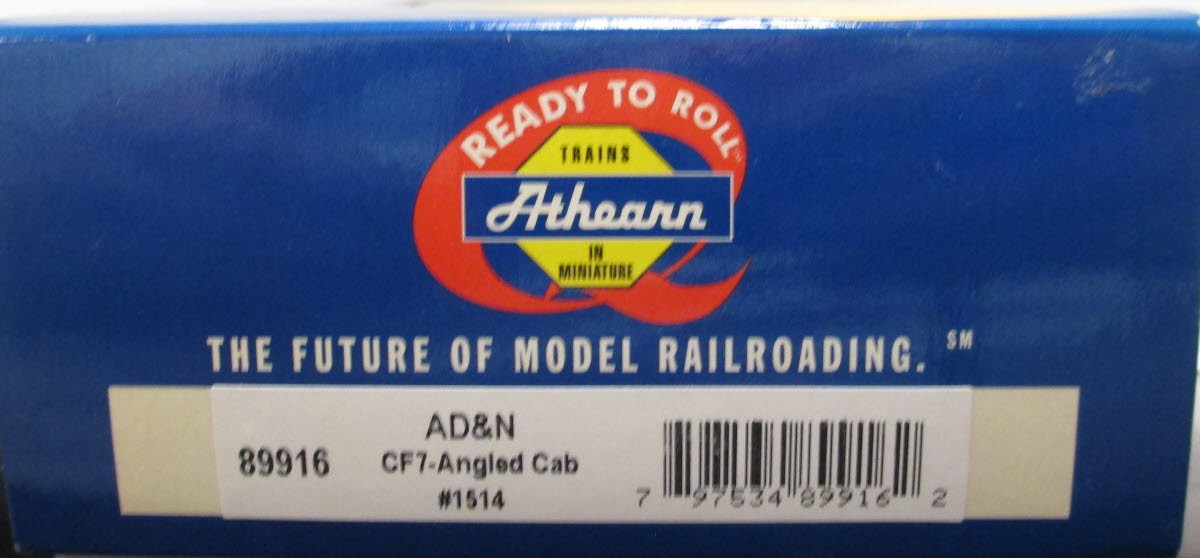 READY TO ROLL™
TRAINS
Athearn
IN
MINIATURE
THE FUTURE OF MODEL RAILROADING.℠
AD&N
89916 CF7-Angled Cab
#1514
7 97534 89916 2